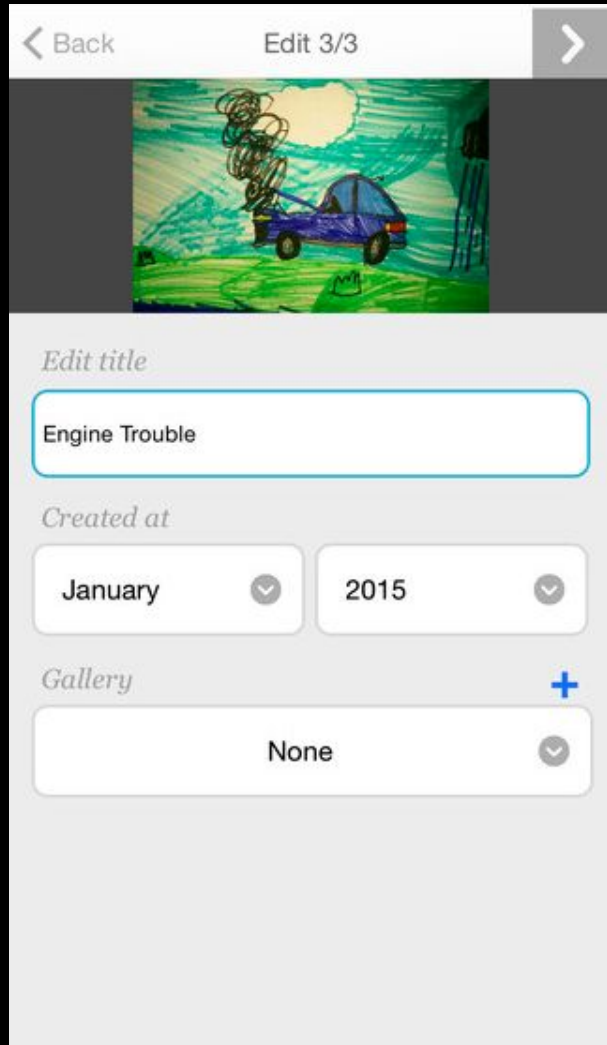 Back Edit 3/3
Edit title
Engine Trouble
Created at
January 2015
Gallery
None